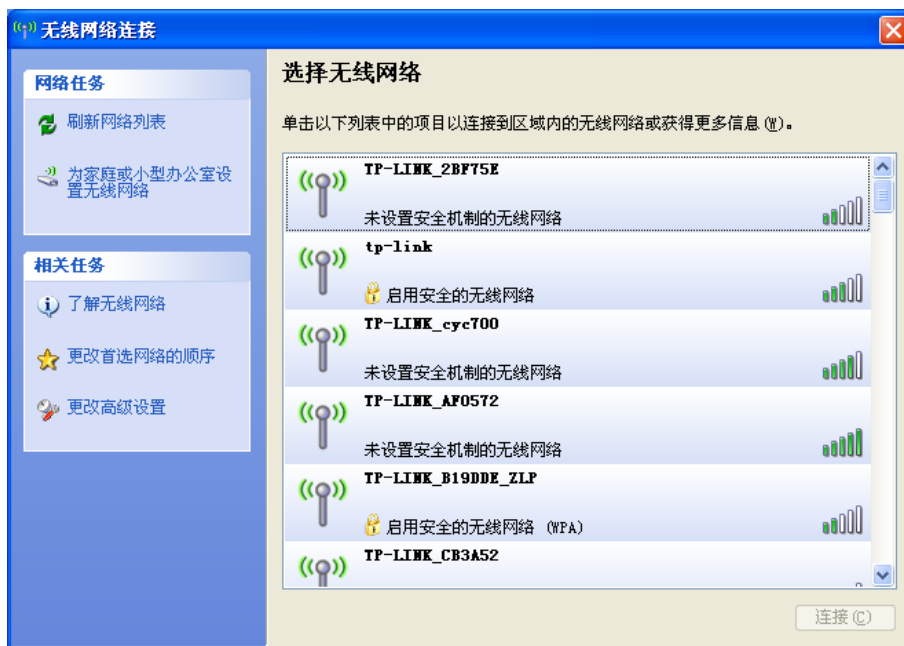 无线网络连接
网络任务
刷新网络列表
为家庭或小型办公室设
置无线网络
相关任务
了解无线网络
更改首选网络的顺序
更改高级设置
选择无线网络
单击以下列表中的项目以连接到区域内的无线网络或获得更多信息(W)。
TP-LINK_2BF75E
未设置安全机制的无线网络
tp-link
启用安全的无线网络
TP-LINK_cyc700
未设置安全机制的无线网络
TP-LINK_AF0572
未设置安全机制的无线网络
TP-LINK_B19DDE_ZLP
启用安全的无线网络 (WPA)
TP-LINK_CB3A52
连接(C)